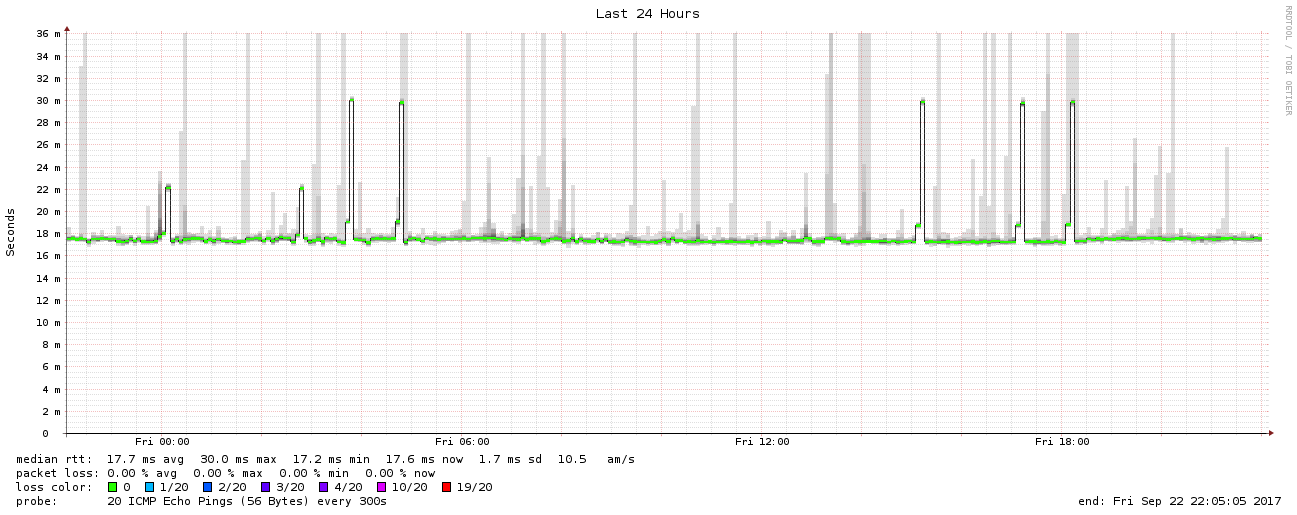 Last 24 Hours
RRDTOOL / TOBI OETIKER
Seconds
36 m
34 m
32 m
30 m
28 m
26 m
24 m
22 m
20 m
18 m
16 m
14 m
12 m
10 m
8 m
6 m
4 m
2 m
0
Fri 00:00 Fri 06:00 Fri 12:00 Fri 18:00
median rtt: 17.7 ms avg 30.0 ms max 17.2 ms min 17.6 ms now 1.7 ms sd 10.5 am/s
packet loss: 0.00 % avg 0.00 % max 0.00 % min 0.00 % now
loss color: 0 1/20 2/20 3/20 4/20 10/20 19/20
probe: 20 ICMP Echo Pings (56 Bytes) every 300s end: Fri Sep 22 22:05:05 2017